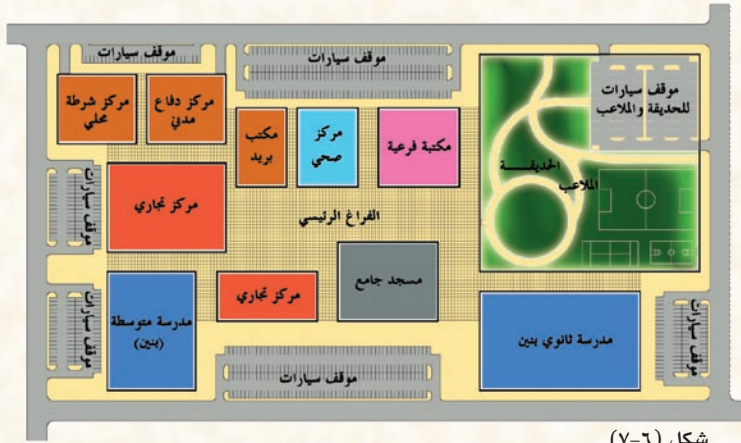 موقف سيارات
موقف سيارات
موقف سيارات
للحديقة والملاعب
مركز شرطة
محلي
مركز دفاع
مدني
مكتب
بريد
مركز
صحي
مكتبة فرعية
الحديقـــــة
الملاعب
موقف سيارات
مركز تجاري
الفراغ الرئيسي
مسجد جامع
مركز تجاري
مدرسة متوسطة
(بنين)
موقف سيارات
مدرسة ثانوي بنين
موقف سيارات
موقف سيارات
شكل (٦-٧)